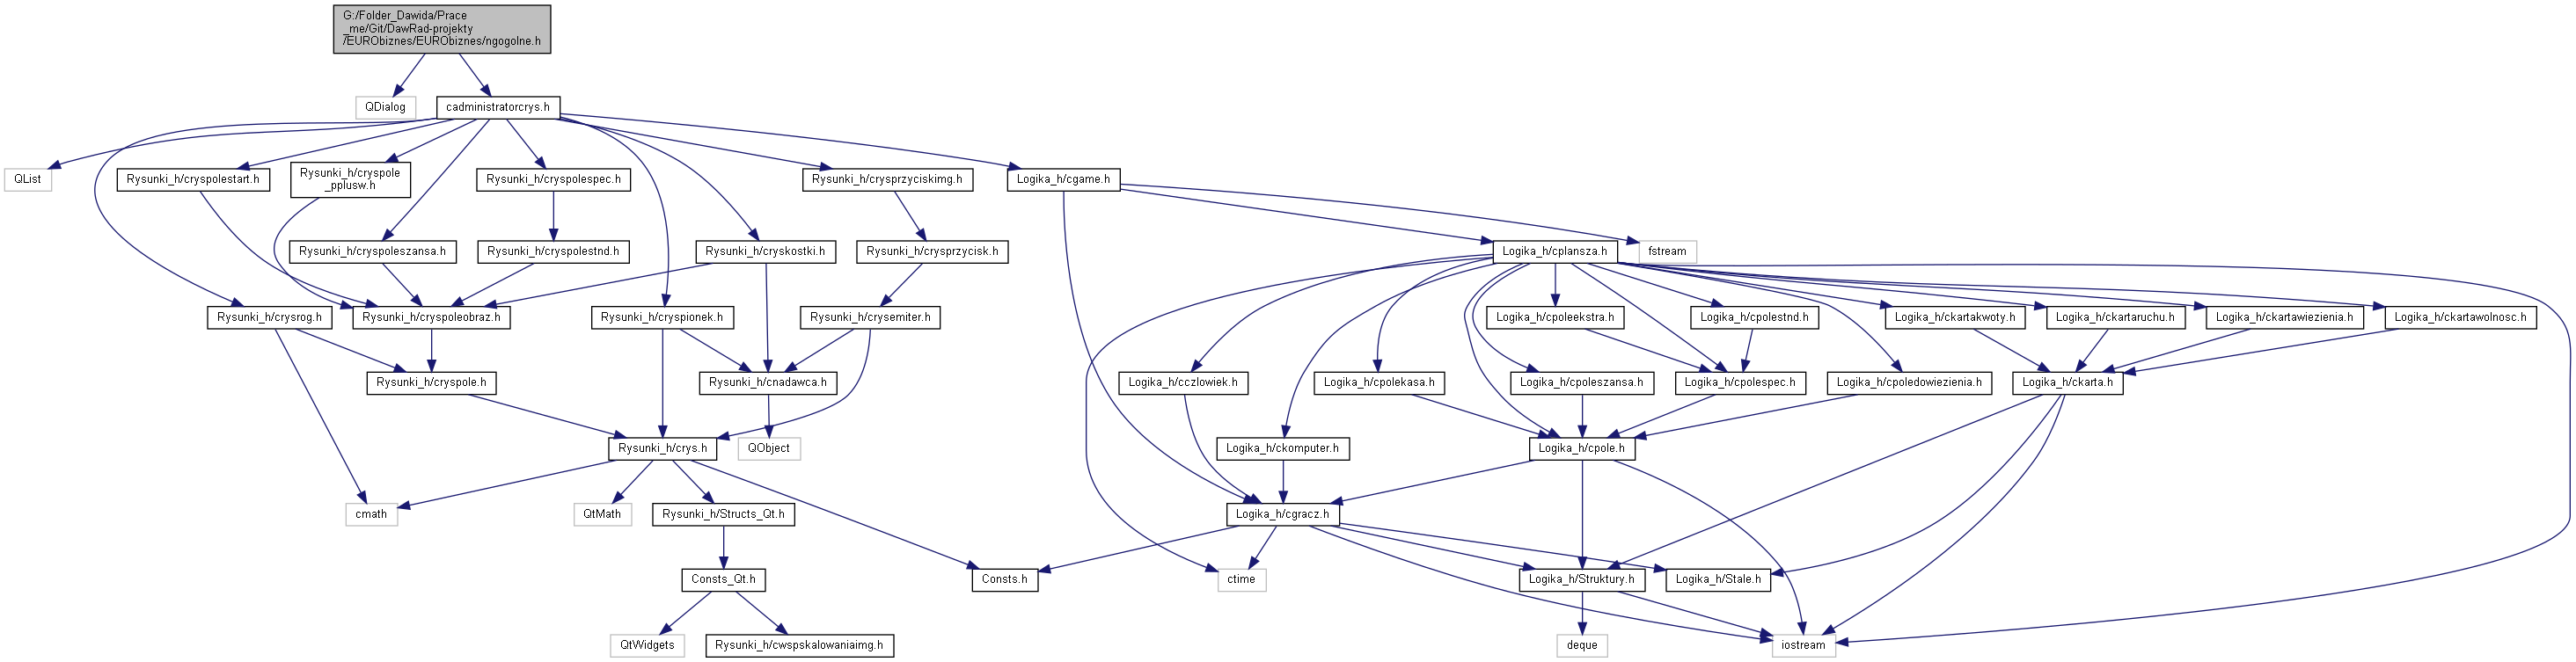 G:/Folder_Dawida/Prace
_me/Git/DawRad-projekty
/EURObiznes/EURObiznes/ngogolne.h
QDialog
cadministratorcrys.h
QList
Rysunki_h/cryspolestart.h
Rysunki_h/cryspole
_pplusw.h
Rysunki_h/cryspolespec.h
Rysunki_h/crysprzyciskimg.h
Logika_h/cgame.h
Rysunki_h/cryspoleszansa.h
Rysunki_h/cryspolestnd.h
Rysunki_h/cryskostki.h
Rysunki_h/crysprzycisk.h
Logika_h/cplansza.h
fstream
Rysunki_h/crysrog.h
Rysunki_h/cryspoleobraz.h
Rysunki_h/cryspionek.h
Rysunki_h/crysemiter.h
Logika_h/cpoleekstra.h
Logika_h/cpolestnd.h
Logika_h/ckartakwoty.h
Logika_h/ckartaruchu.h
Logika_h/ckartawiezienia.h
Logika_h/ckartawolnosc.h
Rysunki_h/cryspole.h
Rysunki_h/cnadawca.h
Logika_h/cczlowiek.h
Logika_h/cpolekasa.h
Logika_h/cpoleszansa.h
Logika_h/cpolespec.h
Logika_h/cpoledowiezienia.h
Logika_h/ckarta.h
Rysunki_h/crys.h
QObject
Logika_h/ckomputer.h
Logika_h/cpole.h
cmath
QtMath
Rysunki_h/Structs_Qt.h
Logika_h/cgracz.h
Consts_Qt.h
Consts.h
ctime
Logika_h/Struktury.h
Logika_h/Stale.h
QtWidgets
Rysunki_h/cwspskalowaniaimg.h
deque
iostream